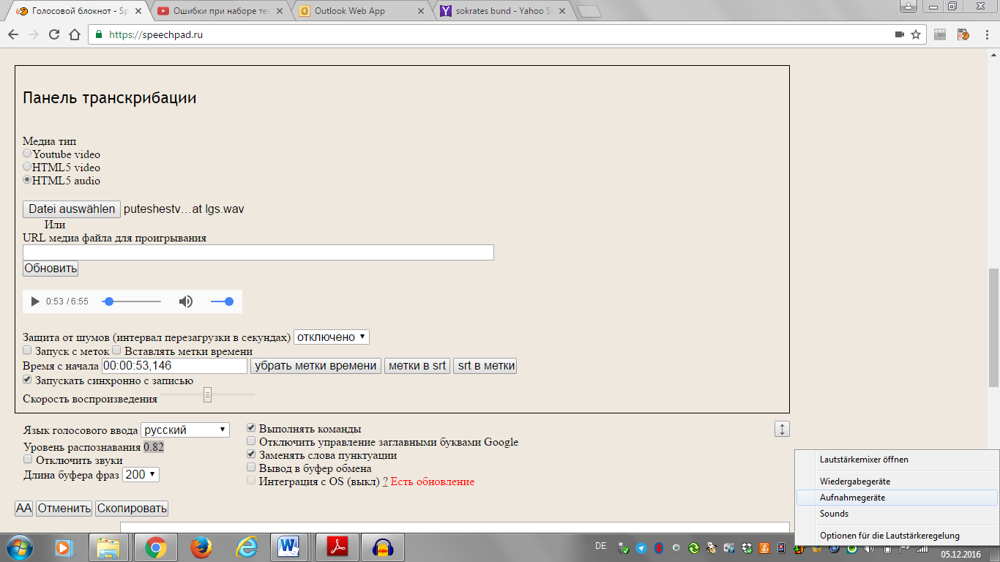 Голосовой блокнот - Sp
Ошибки при наборе те
Outlook Web App
sokrates bund - Yahoo S
https://speechpad.ru
Панель транскрибации
Медиа тип
Youtube video
HTML5 video
HTML5 audio
Datei auswählen puteshestv…at lgs.wav
Или
URL медиа файла для проигрывания
Обновить
0:53 / 6:55
Защита от шумов (интервал перезагрузки в секундах) отключено
Запуск с меток Вставлять метки времени
Время с начала 00:00:53,146 убрать метки времени метки в srt srt в метки
Запускать синхронно с записью
Скорость воспроизведения
Язык голосового ввода русский
Уровень распознавания 0.82
Отключить звуки
Длина буфера фраз 200
Выполнять команды
Отключить управление заглавными буквами Google
Заменять слова пунктуации
Вывод в буфер обмена
Интеграция с OS (выкл) ? Есть обновление
AA Отменить Скопировать
Lautstärkemixer öffnen
Wiedergabegeräte
Aufnahmegeräte
Sounds
Optionen für die Lautstärkeregelung
DE
05.12.2016